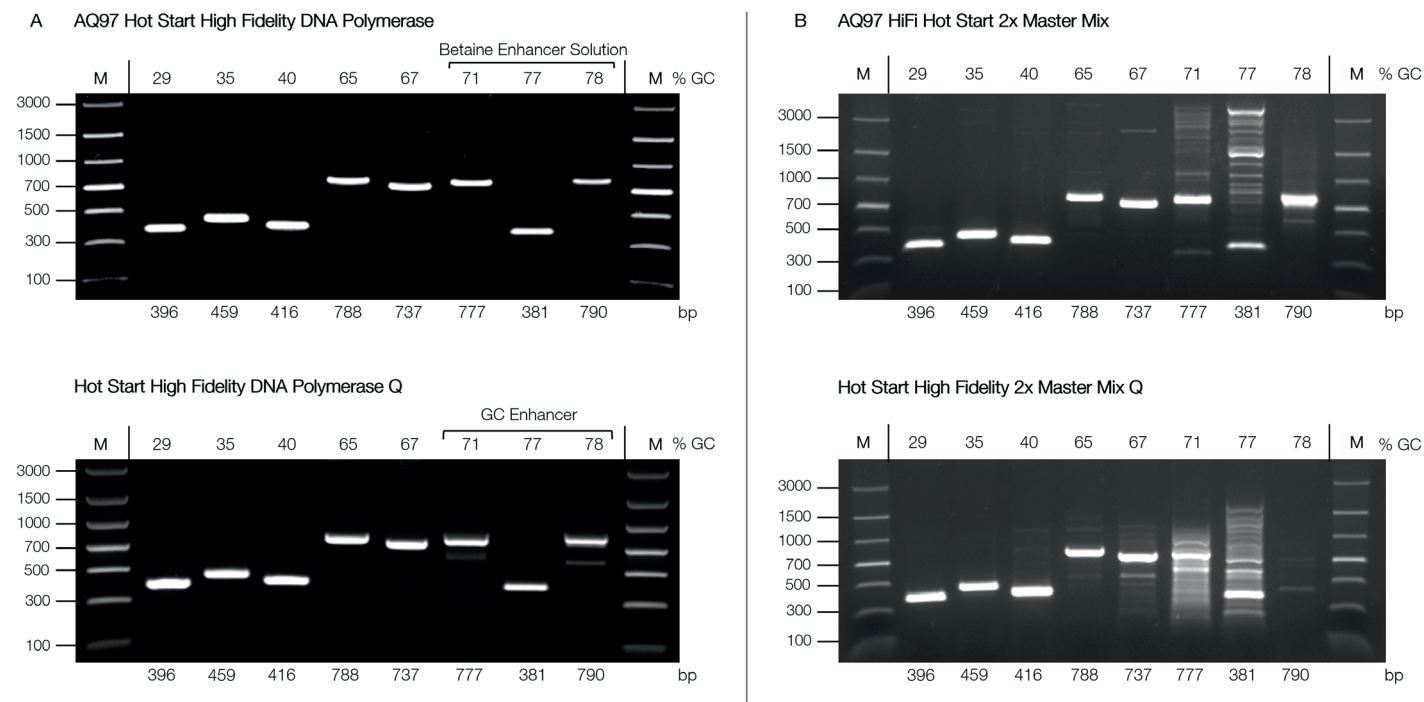 A AQ97 Hot Start High Fidelity DNA Polymerase
Betaine Enhancer Solution
M 29 35 40 65 67 71 77 78 M % GC
3000
1500
1000
700
500
300
100
396 459 416 788 737 777 381 790 bp
Hot Start High Fidelity DNA Polymerase Q
GC Enhancer
M 29 35 40 65 67 71 77 78 M % GC
3000
1500
1000
700
500
300
100
396 459 416 788 737 777 381 790 bp
B AQ97 HiFi Hot Start 2x Master Mix
M 29 35 40 65 67 71 77 78 M % GC
3000
1500
1000
700
500
300
100
396 459 416 788 737 777 381 790 bp
Hot Start High Fidelity 2x Master Mix Q
M 29 35 40 65 67 71 77 78 M % GC
3000
1500
1000
700
500
300
100
396 459 416 788 737 777 381 790 bp